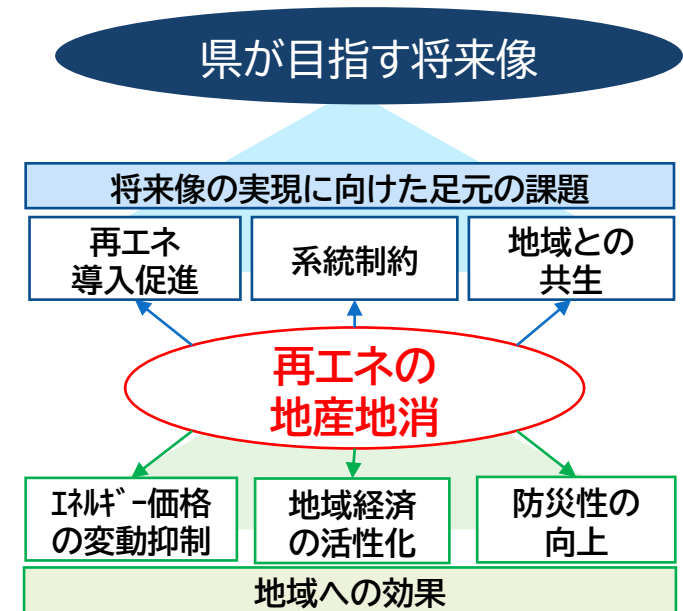 県が目指す将来像
将来像の実現に向けた足元の課題
再エネ
導入促進
系統制約
地域との
共生
再エネの
地産地消
ｴﾈﾙｷﾞｰ価格
の変動抑制
地域経済
の活性化
防災性の
向上
地域への効果